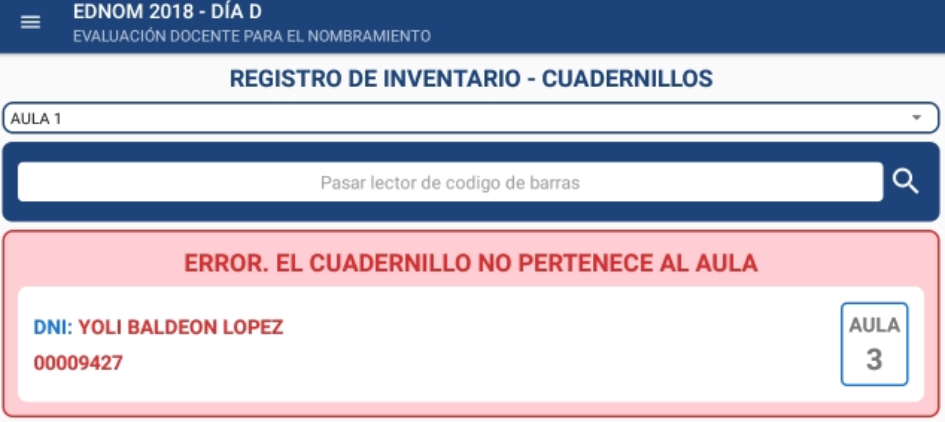 EDNOM 2018 - DÍA D
EVALUACIÓN DOCENTE PARA EL NOMBRAMIENTO
REGISTRO DE INVENTARIO - CUADERNILLOS
AULA 1
Pasar lector de codigo de barras
ERROR. EL CUADERNILLO NO PERTENECE AL AULA
DNI: YOLI BALDEON LOPEZ
00009427
AULA
3